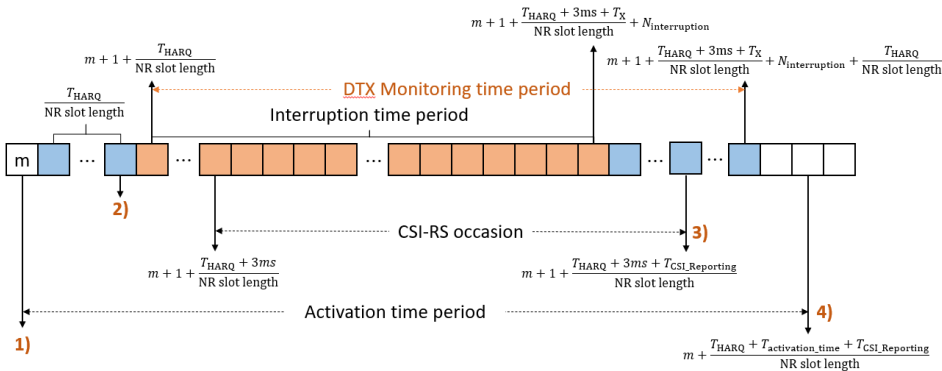 m + 1 + (T_HARQ + 3ms + T_X)/(NR slot length) + N_interruption
m + 1 + T_HARQ/(NR slot length)
m + 1 + (T_HARQ + 3ms + T_X)/(NR slot length) + N_interruption + T_HARQ/(NR slot length)
DTX Monitoring time period
T_HARQ/(NR slot length)
Interruption time period
m ... ... ... ... ...
2)
CSI-RS occasion
3)
m + 1 + (T_HARQ + 3ms)/(NR slot length)
m + 1 + (T_HARQ + 3ms + T_CSI_Reporting)/(NR slot length)
Activation time period
4)
1)
m + (T_HARQ + T_activation_time + T_CSI_Reporting)/(NR slot length)